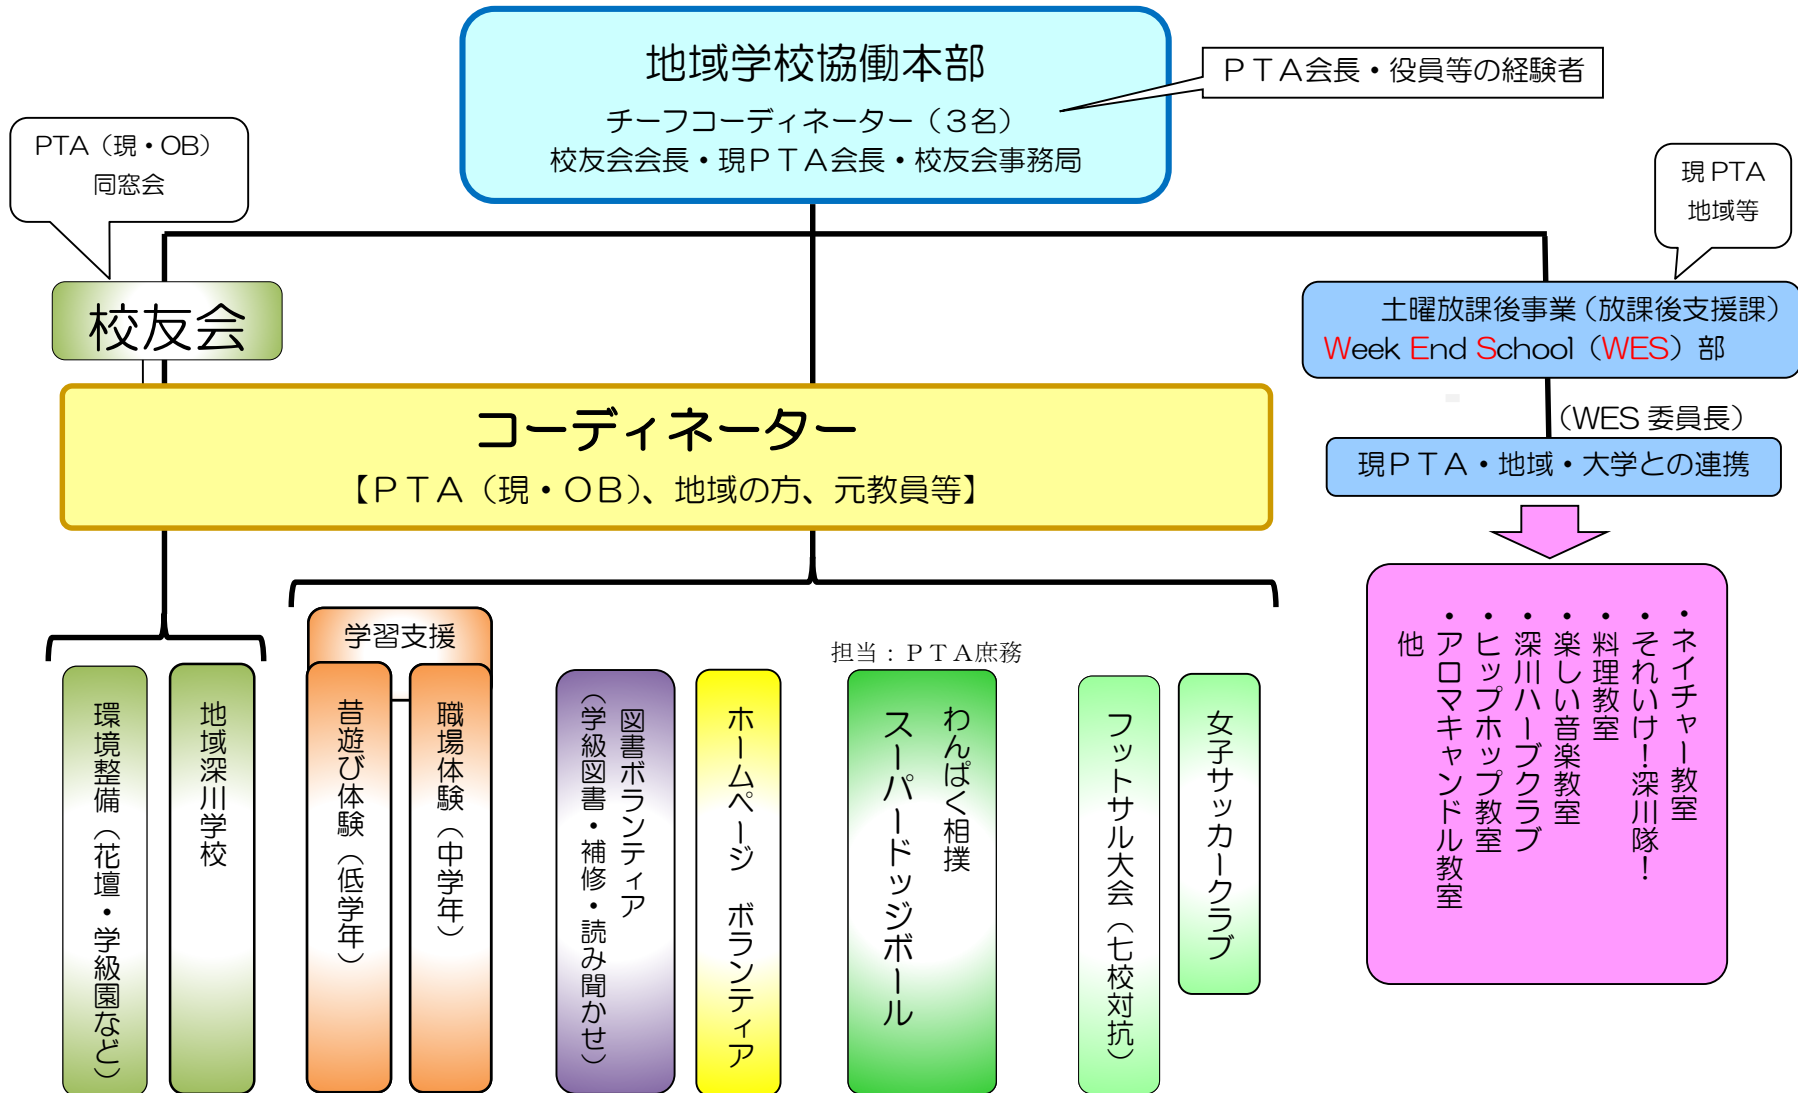 地域学校協働本部
チーフコーディネーター（３名）
校友会会長・現ＰＴＡ会長・校友会事務局
ＰＴＡ会長・役員等の経験者
PTA（現・OB）
同窓会
現 PTA
地域等
校友会
土曜放課後事業（放課後支援課）
Week End School（WES）部
コーディネーター
【ＰＴＡ（現・ＯＢ）、地域の方、元教員等】
（WES 委員長）
現ＰＴＡ・地域・大学との連携
環境整備（花壇・学級園など）
地域深川学校
学習支援
昔遊び体験（低学年）
職場体験（中学年）
図書ボランティア
（学級図書・補修・読み聞かせ）
ホームページ　ボランティア
担当：ＰＴＡ庶務
わんぱく相撲
スーパードッジボール
フットサル大会（七校対抗）
女子サッカークラブ
・ネイチャー教室
・それいけ！深川隊！
・料理教室
・楽しい音楽教室
・深川ハーブクラブ
・ヒップホップ教室
・アロマキャンドル教室
他